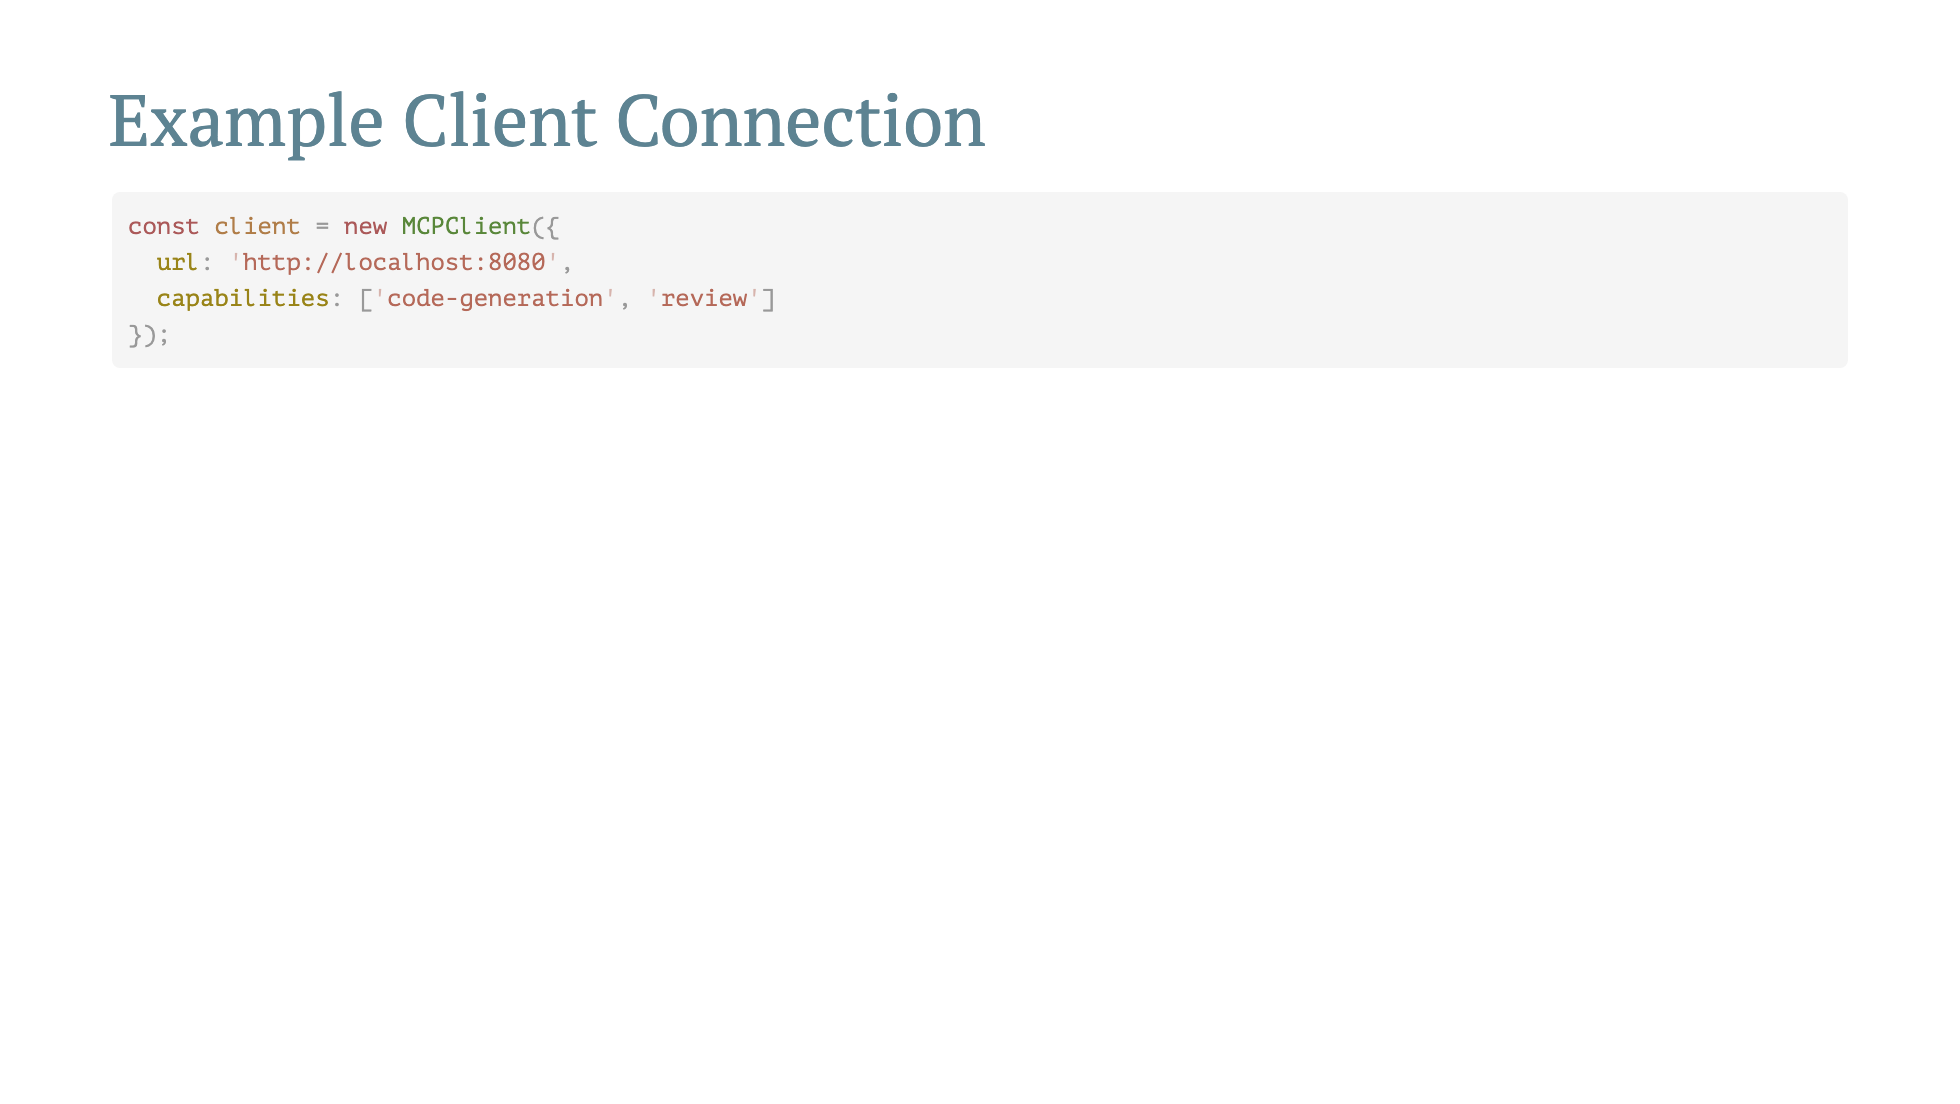 Example Client Connection
const client = new MCPClient({
  url: 'http://localhost:8080',
  capabilities: ['code-generation', 'review']
});